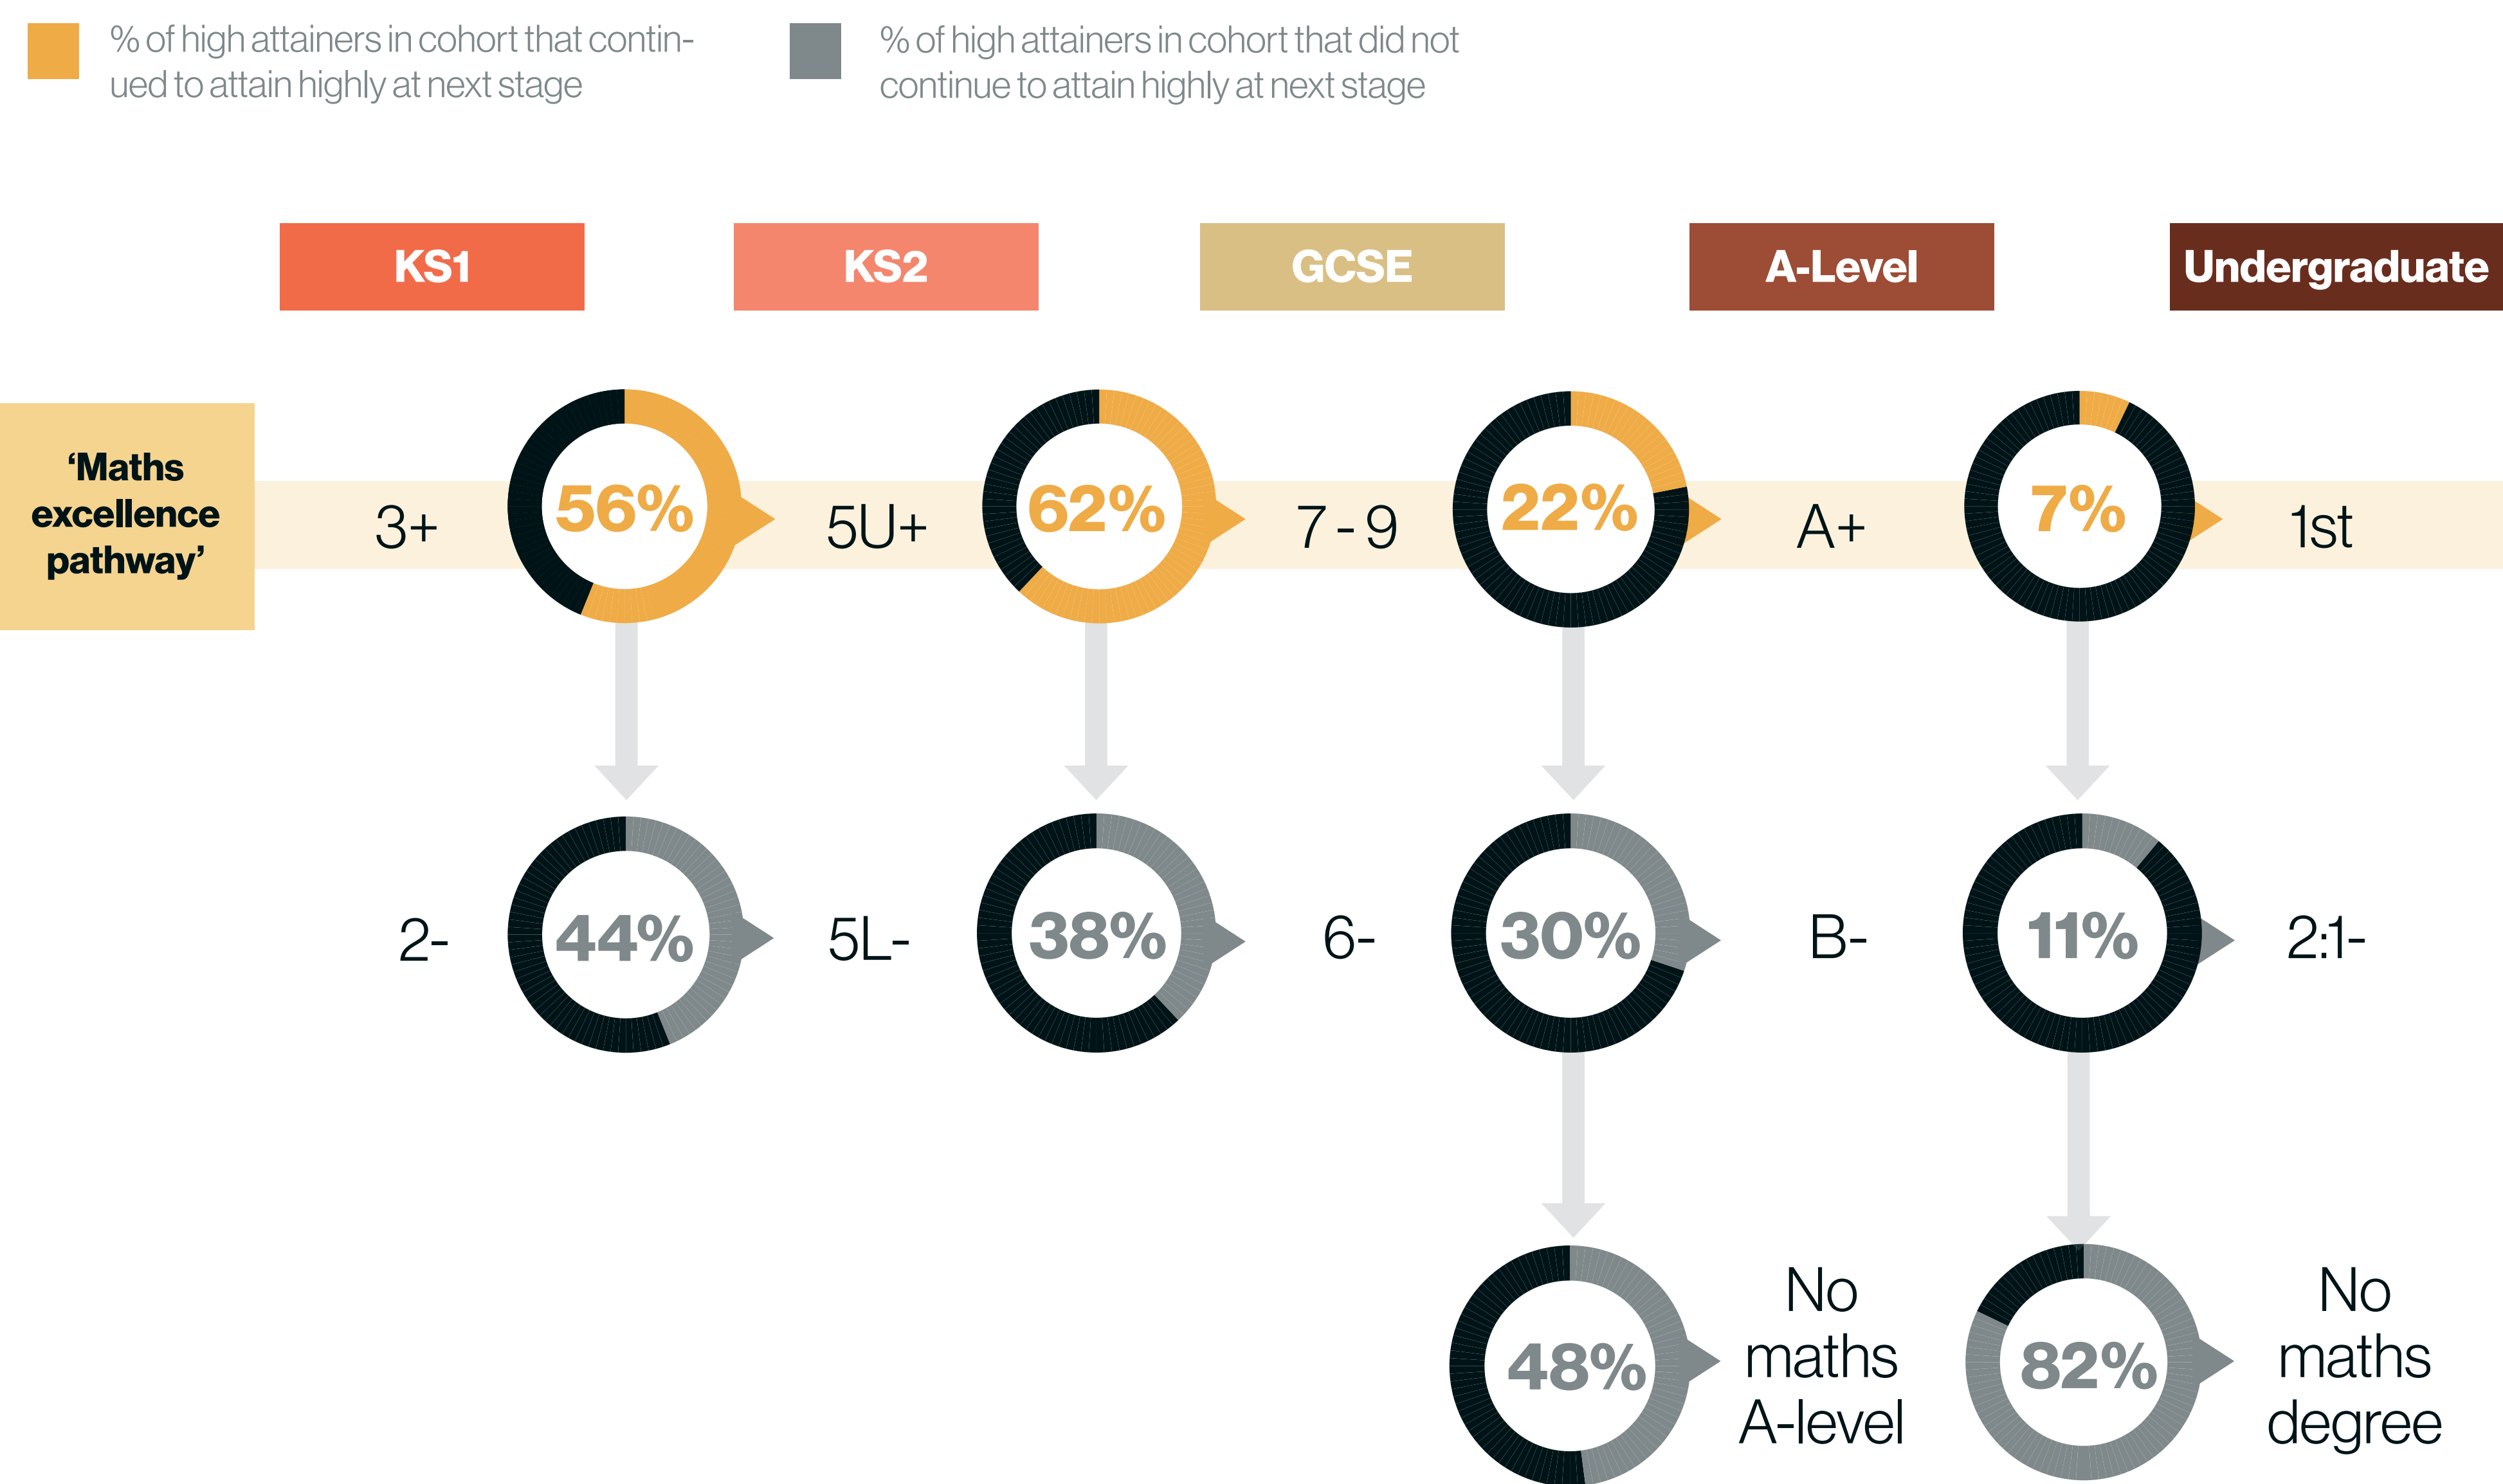 % of high attainers in cohort that contin-
ued to attain highly at next stage
% of high attainers in cohort that did not
continue to attain highly at next stage
KS1
KS2
GCSE
A-Level
Undergraduate
‘Maths
excellence
pathway’
3+
56%
5U+
62%
7 - 9
22%
A+
7%
1st
2-
44%
5L-
38%
6-
30%
B-
11%
2:1-
48%
No
maths
A-level
82%
No
maths
degree